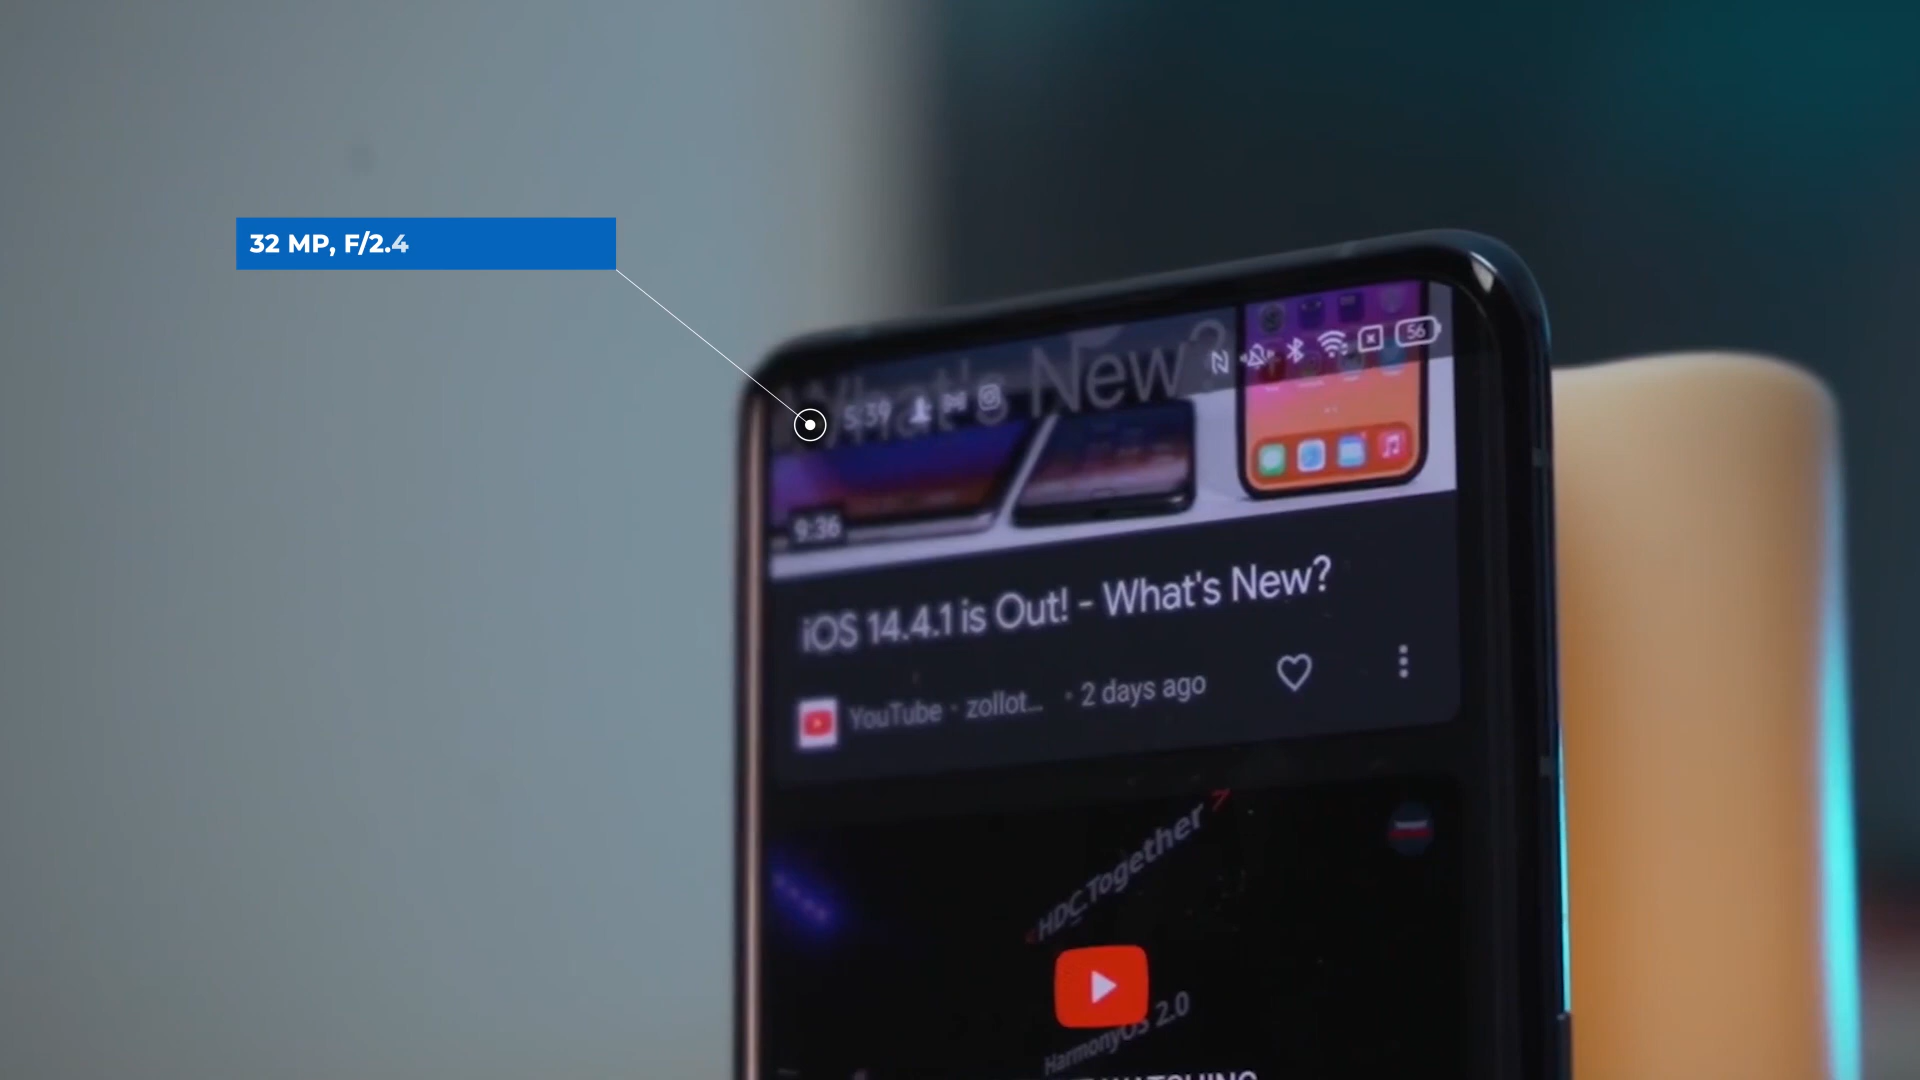 32 MP, F/2.4
What's New?
5:39
56
9:36
iOS 14.4.1 is Out! - What's New?
YouTube · zollot... · 2 days ago
HDC.Together
HarmonyOS 2.0